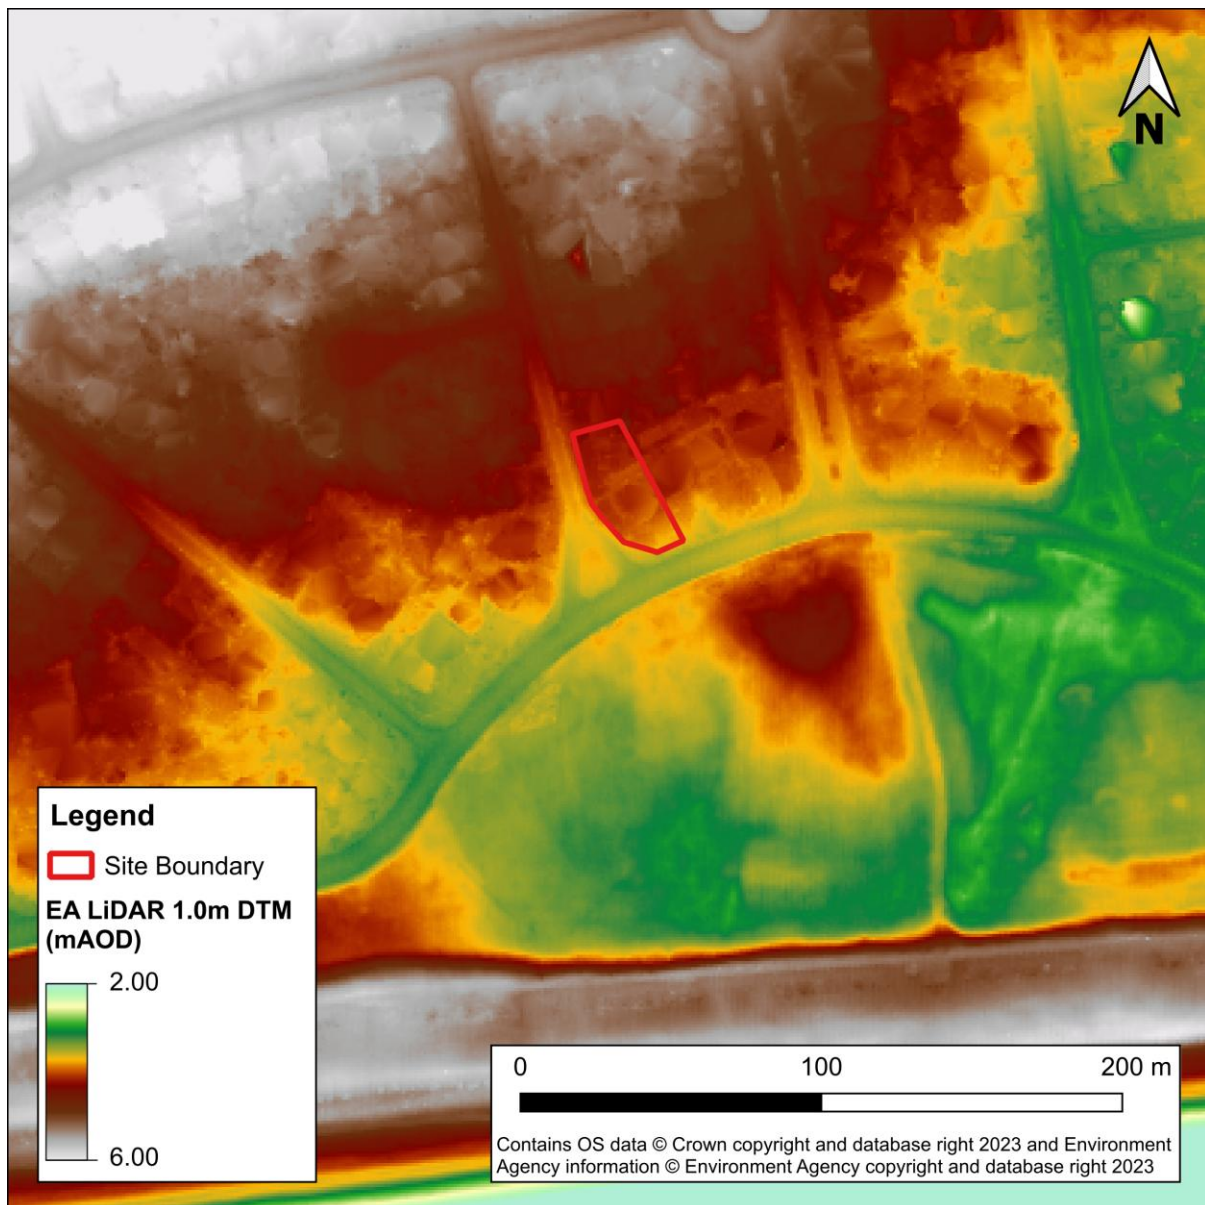 N
Legend
Site Boundary
EA LiDAR 1.0m DTM
(mAOD)
2.00
6.00
0 100 200 m
Contains OS data © Crown copyright and database right 2023 and Environment
Agency information © Environment Agency copyright and database right 2023